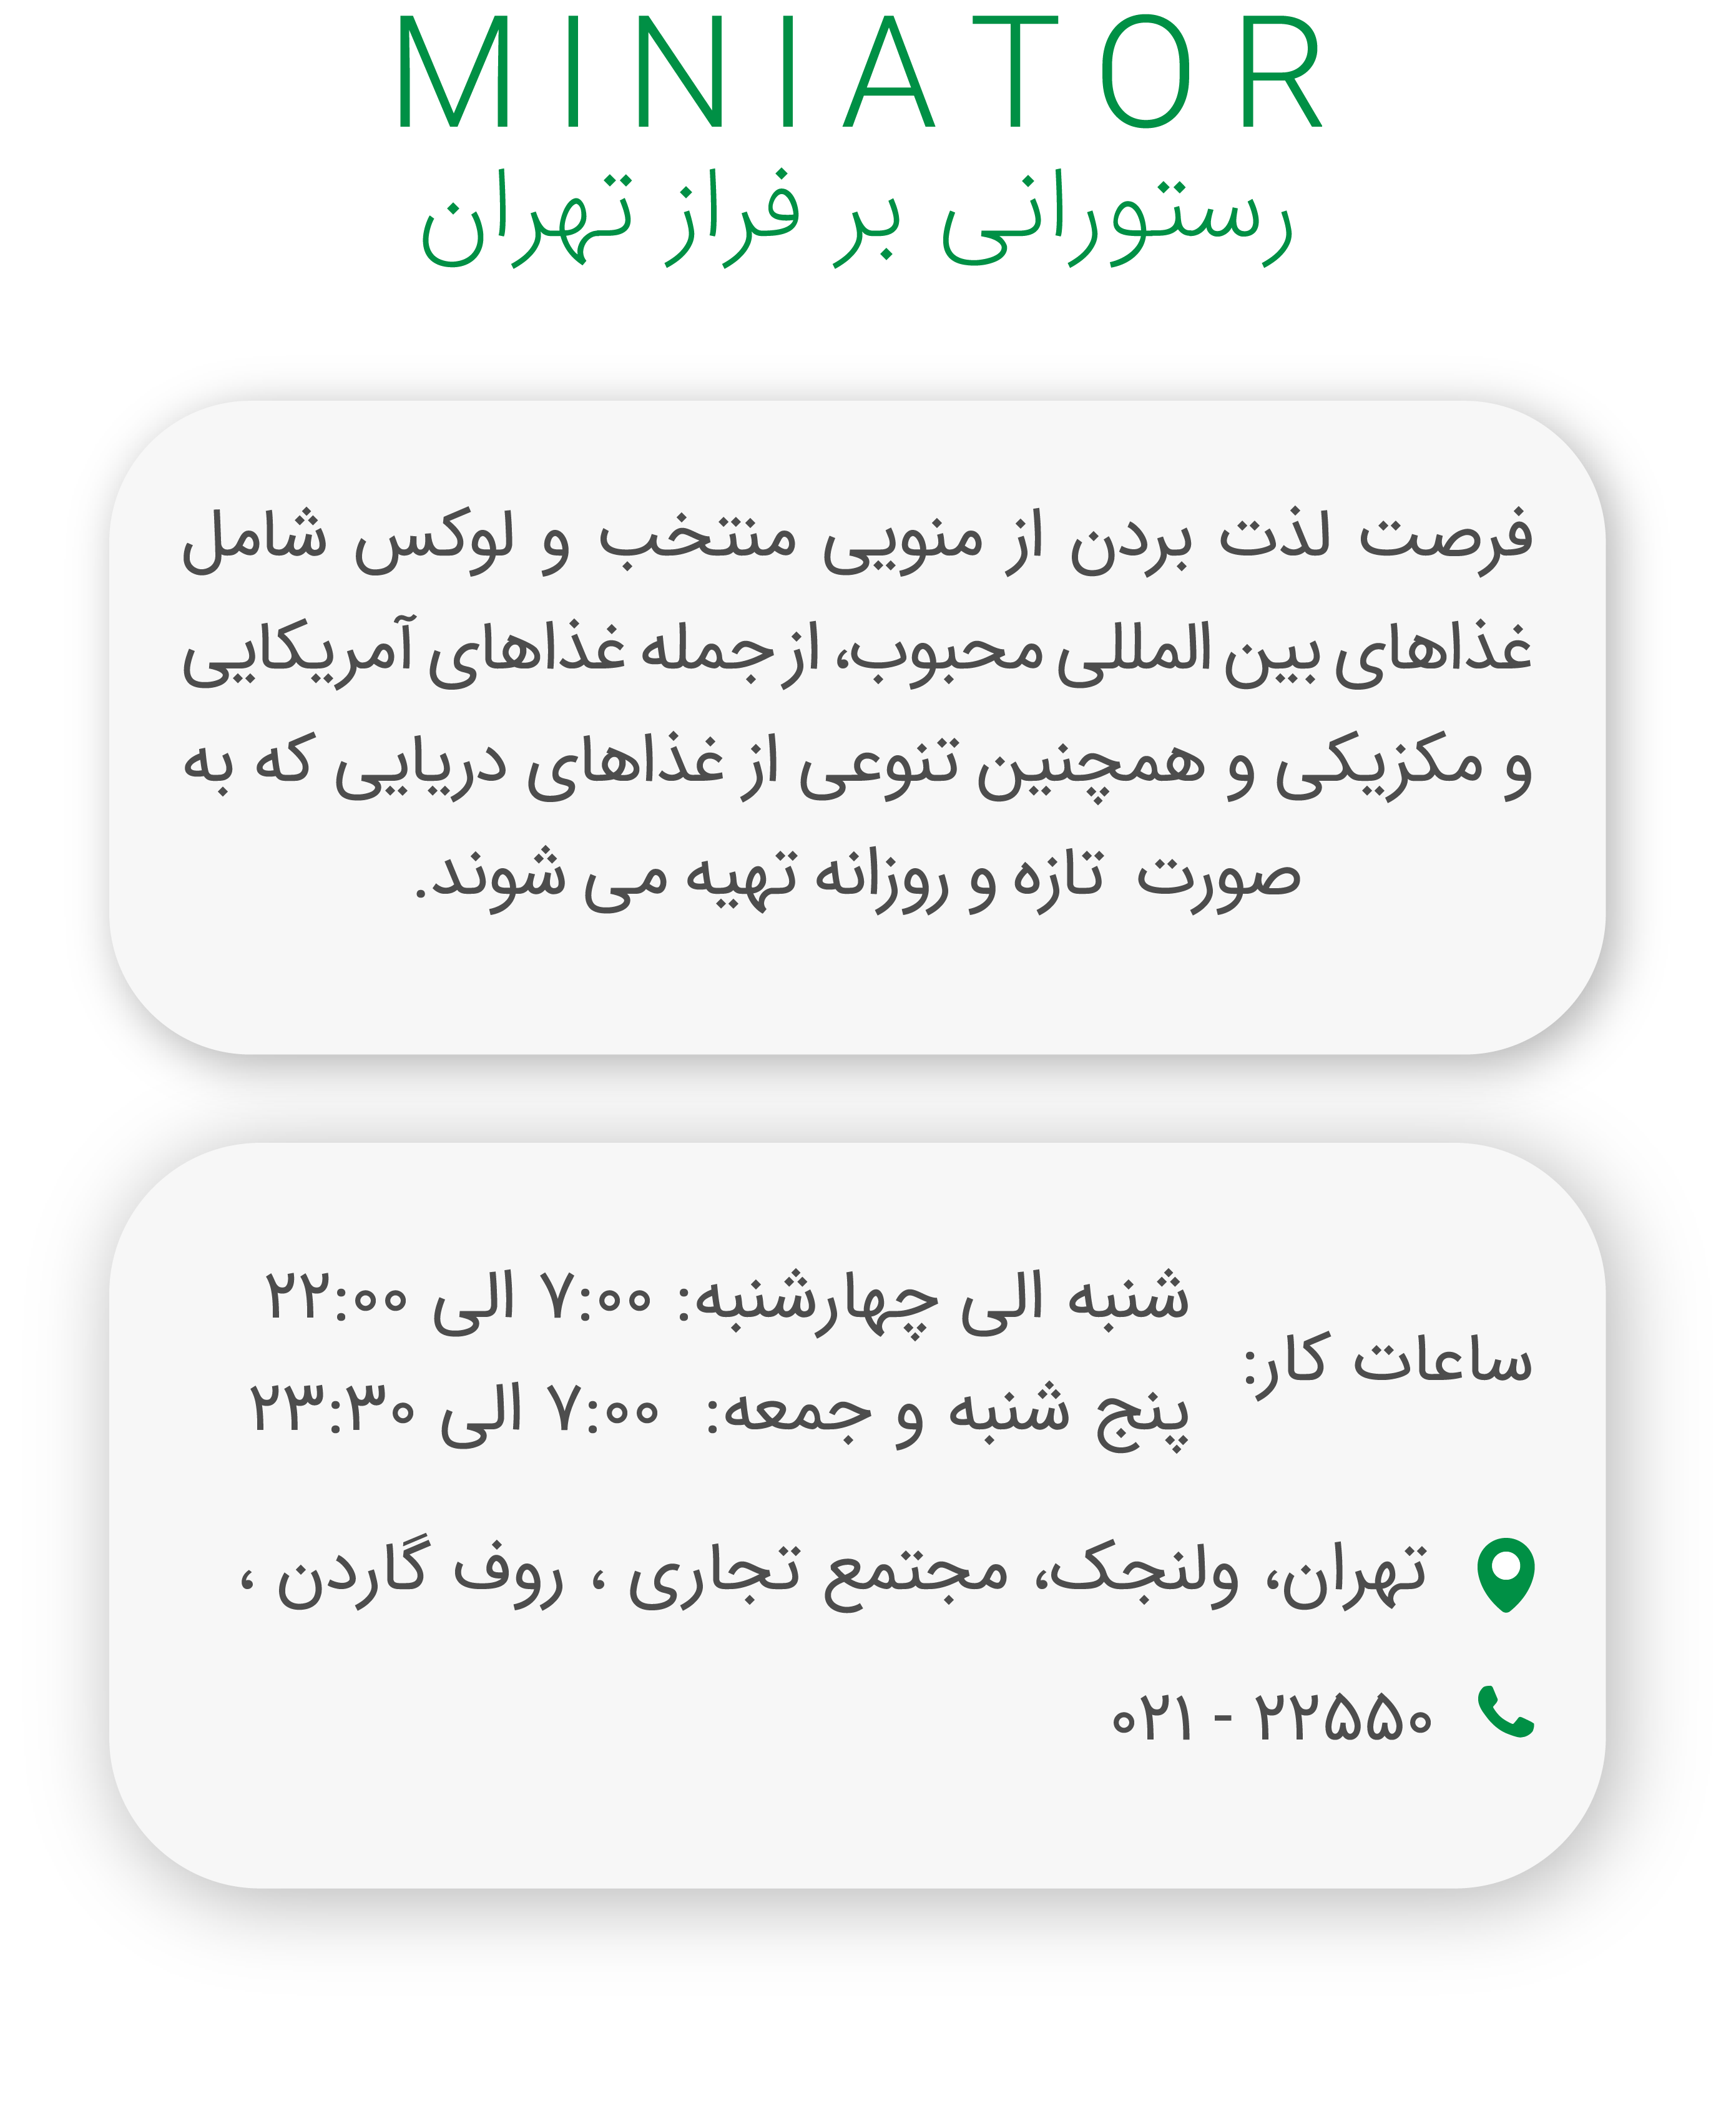 MINIATOR
رستورانی بر فراز تهران
فرصت لذت بردن از منویی منتخب و لوکس شامل
غذاهای بین المللی محبوب، از جمله غذاهای آمریکایی
و مکزیکی و همچنین تنوعی از غذاهای دریایی که به
صورت تازه و روزانه تهیه می شوند.
ساعات کار:
شنبه الی چهارشنبه: ۷:۰۰ الی ۲۲:۰۰
پنج شنبه و جمعه: ۷:۰۰ الی ۲۳:۳۰
تهران، ولنجک، مجتمع تجاری ، روف گاردن ،
۰۲۱ - ۲۲۵۵۰